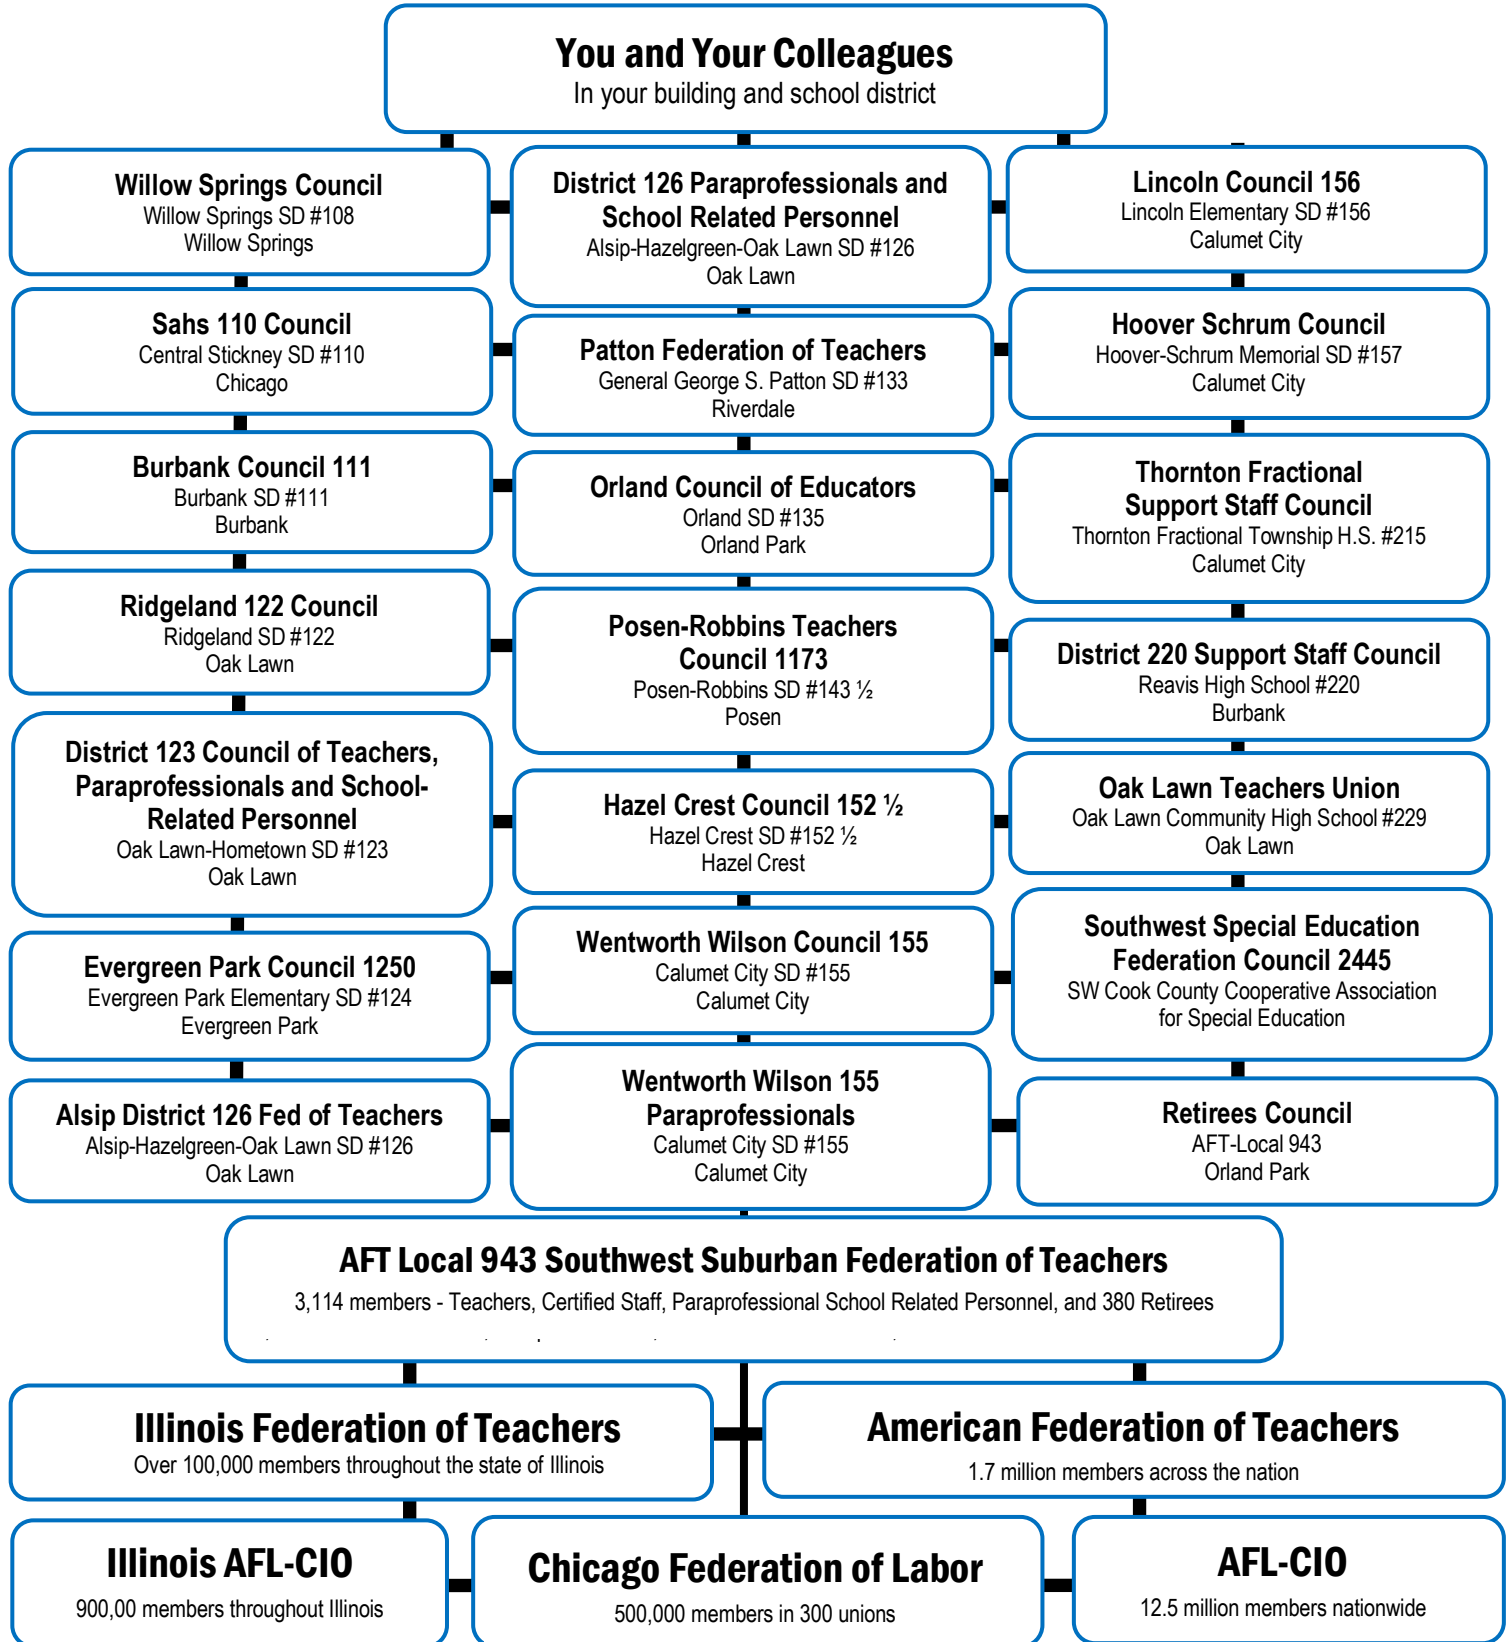 You and Your Colleagues
In your building and school district
Willow Springs Council
Willow Springs SD #108
Willow Springs
Sahs 110 Council
Central Stickney SD #110
Chicago
Burbank Council 111
Burbank SD #111
Burbank
Ridgeland 122 Council
Ridgeland SD #122
Oak Lawn
District 123 Council of Teachers,
Paraprofessionals and School-
Related Personnel
Oak Lawn-Hometown SD #123
Oak Lawn
Evergreen Park Council 1250
Evergreen Park Elementary SD #124
Evergreen Park
Alsip District 126 Fed of Teachers
Alsip-Hazelgreen-Oak Lawn SD #126
Oak Lawn
District 126 Paraprofessionals and
School Related Personnel
Alsip-Hazelgreen-Oak Lawn SD #126
Oak Lawn
Patton Federation of Teachers
General George S. Patton SD #133
Riverdale
Orland Council of Educators
Orland SD #135
Orland Park
Posen-Robbins Teachers
Council 1173
Posen-Robbins SD #143 ½
Posen
Hazel Crest Council 152 ½
Hazel Crest SD #152 ½
Hazel Crest
Wentworth Wilson Council 155
Calumet City SD #155
Calumet City
Wentworth Wilson 155
Paraprofessionals
Calumet City SD #155
Calumet City
Lincoln Council 156
Lincoln Elementary SD #156
Calumet City
Hoover Schrum Council
Hoover-Schrum Memorial SD #157
Calumet City
Thornton Fractional
Support Staff Council
Thornton Fractional Township H.S. #215
Calumet City
District 220 Support Staff Council
Reavis High School #220
Burbank
Oak Lawn Teachers Union
Oak Lawn Community High School #229
Oak Lawn
Southwest Special Education
Federation Council 2445
SW Cook County Cooperative Association
for Special Education
Retirees Council
AFT-Local 943
Orland Park
AFT Local 943 Southwest Suburban Federation of Teachers
3,114 members - Teachers, Certified Staff, Paraprofessional School Related Personnel, and 380 Retirees
Illinois Federation of Teachers
Over 100,000 members throughout the state of Illinois
American Federation of Teachers
1.7 million members across the nation
Illinois AFL-CIO
900,00 members throughout Illinois
Chicago Federation of Labor
500,000 members in 300 unions
AFL-CIO
12.5 million members nationwide